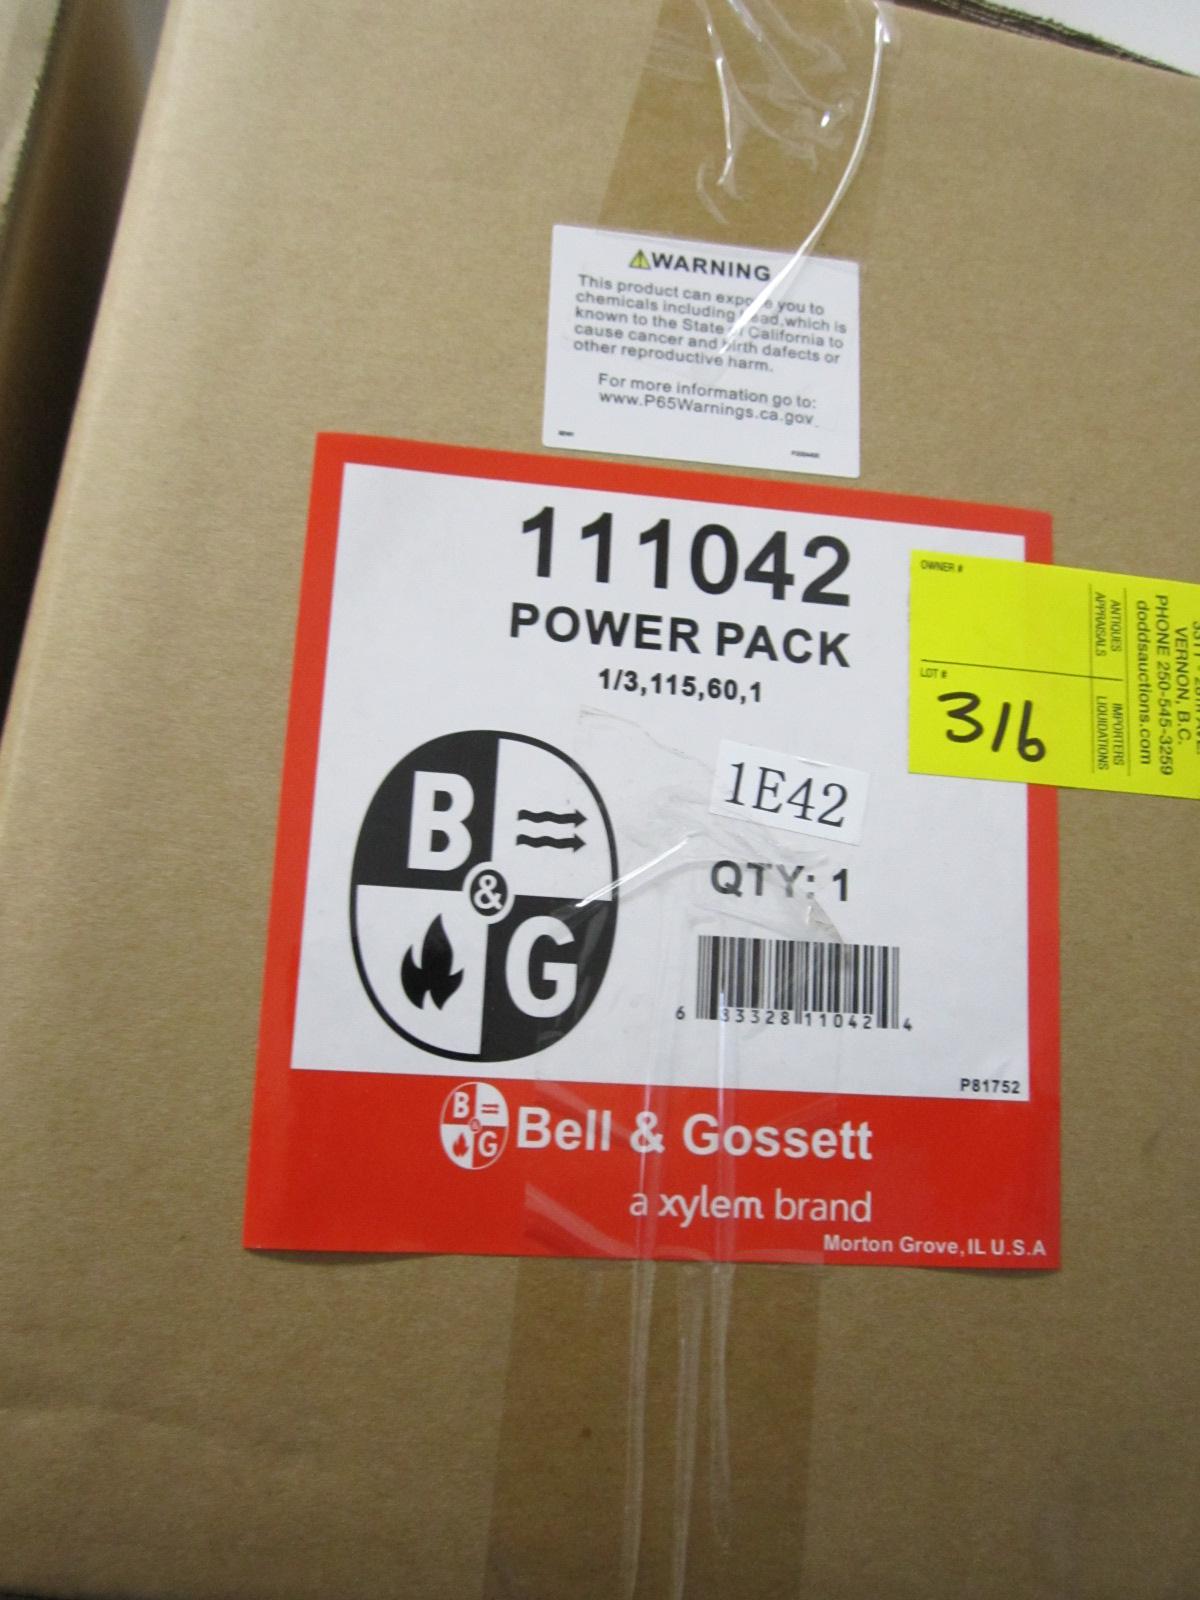 WARNING
This product can expose you to
chemicals including lead, which is
known to the State of California to
cause cancer and birth dafects or
other reproductive harm.
For more information go to:
www.P65Warnings.ca.gov
111042
POWER PACK
1/3,115,60,1
1E42
QTY: 1
B
&
G
6 33328 11042 4
P81752
B
&
G
Bell & Gossett
a xylem brand
Morton Grove, IL U.S.A
OWNER #
LOT #
316
ANTIQUES
APPRAISALS
IMPORTERS
LIQUIDATIONS
VERNON, B.C.
PHONE 250-545-3259
doddsauctions.com